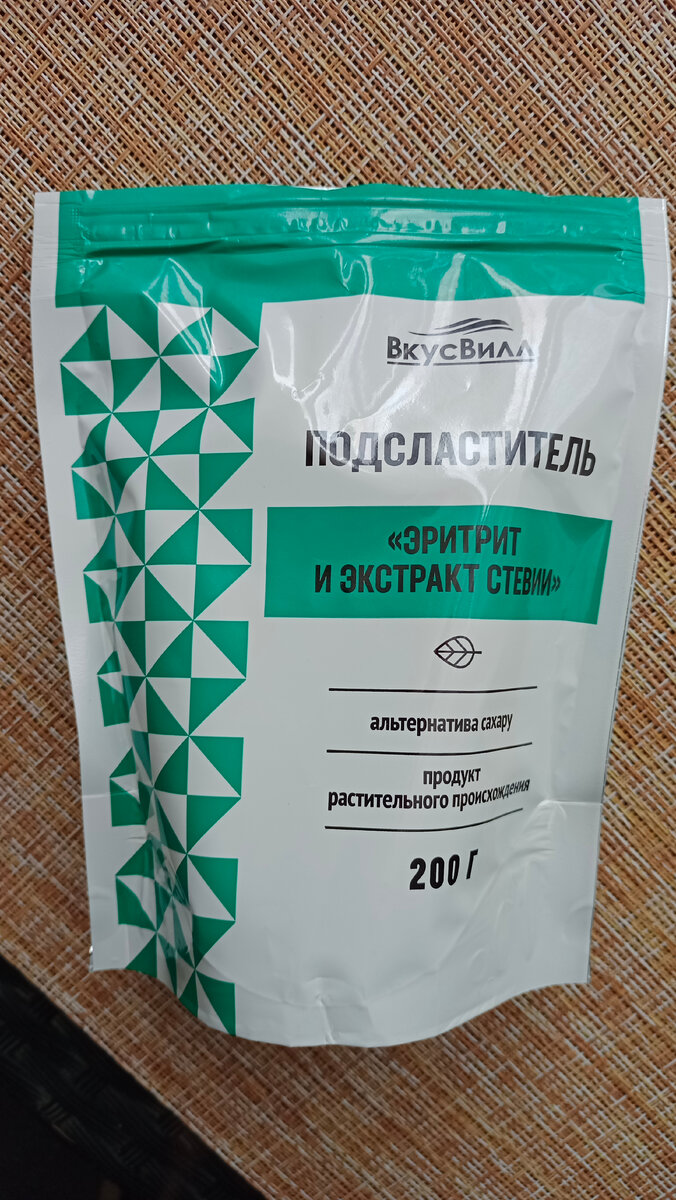 ВкусВилл
ПОДСЛАСТИТЕЛЬ
«ЭРИТРИТ
И ЭКСТРАКТ СТЕВИИ»
альтернатива сахару
продукт
растительного происхождения
200 Г